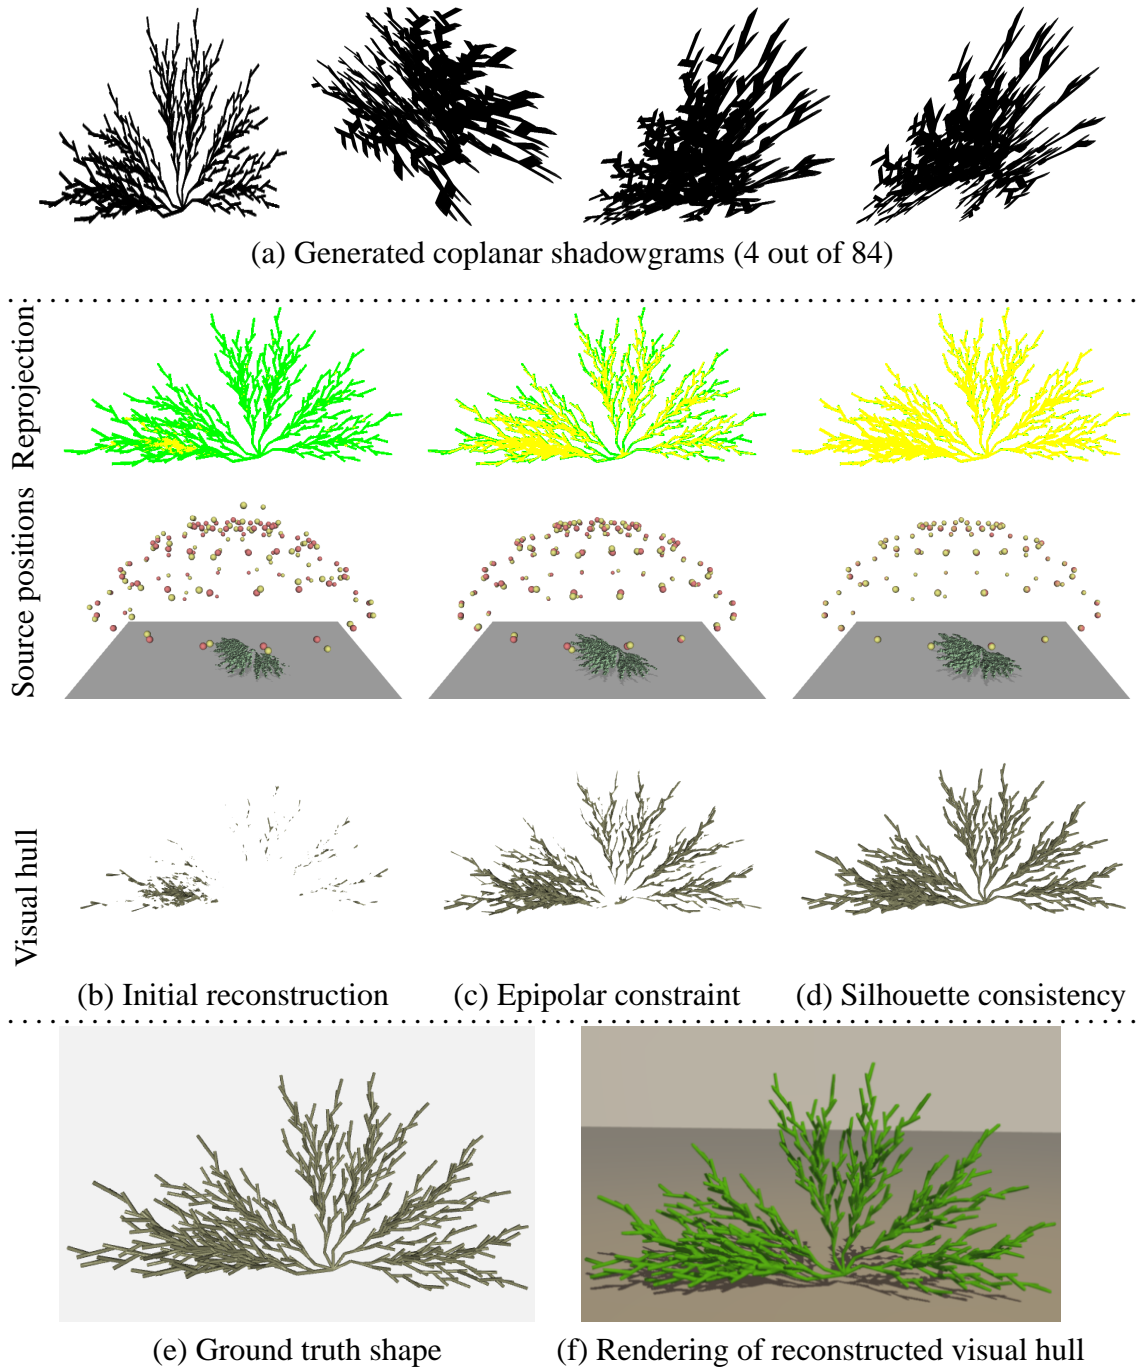 (a) Generated coplanar shadowgrams (4 out of 84)
Reprojection
Source positions
Visual hull
(b) Initial reconstruction
(c) Epipolar constraint
(d) Silhouette consistency
(e) Ground truth shape
(f) Rendering of reconstructed visual hull